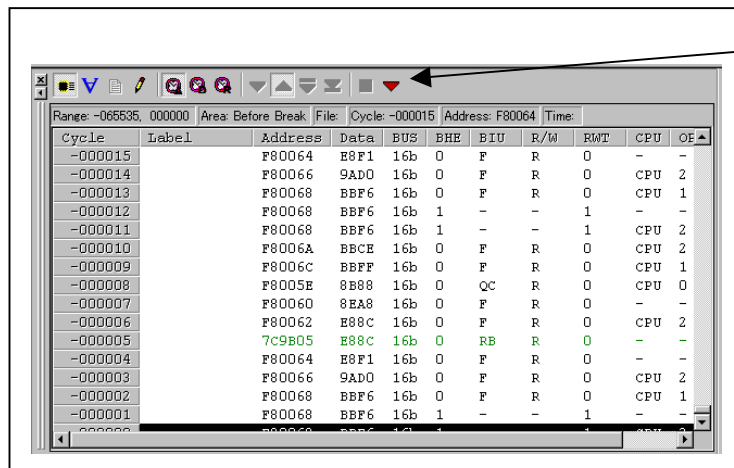 Range: -065535, 000000 Area: Before Break File: Cycle: -000015 Address: F80064 Time:
Cycle Label Address Data BUS BHE BIU R/W RWT CPU
-000015 F80064 E8F1 16b 0 F R 0 - -
-000014 F80066 9AD0 16b 0 F R 0 CPU 2
-000013 F80068 BBF6 16b 0 F R 0 CPU 1
-000012 F80068 BBF6 16b 1 - - 1 - -
-000011 F80068 BBF6 16b 1 - - 1 CPU 2
-000010 F8006A BBCE 16b 0 F R 0 CPU 2
-000009 F8006C BBFF 16b 0 F R 0 CPU 1
-000008 F8005E 8B88 16b 0 QC R 0 CPU 0
-000007 F80060 8EA8 16b 0 F R 0 - -
-000006 F80062 E88C 16b 0 F R 0 CPU 2
-000005 7C9B05 E88C 16b 0 RB R 0 - -
-000004 F80064 E8F1 16b 0 F R 0 - -
-000003 F80066 9AD0 16b 0 F R 0 CPU 2
-000002 F80068 BBF6 16b 0 F R 0 CPU 1
-000001 F80068 BBF6 16b 1 - - 1 - -